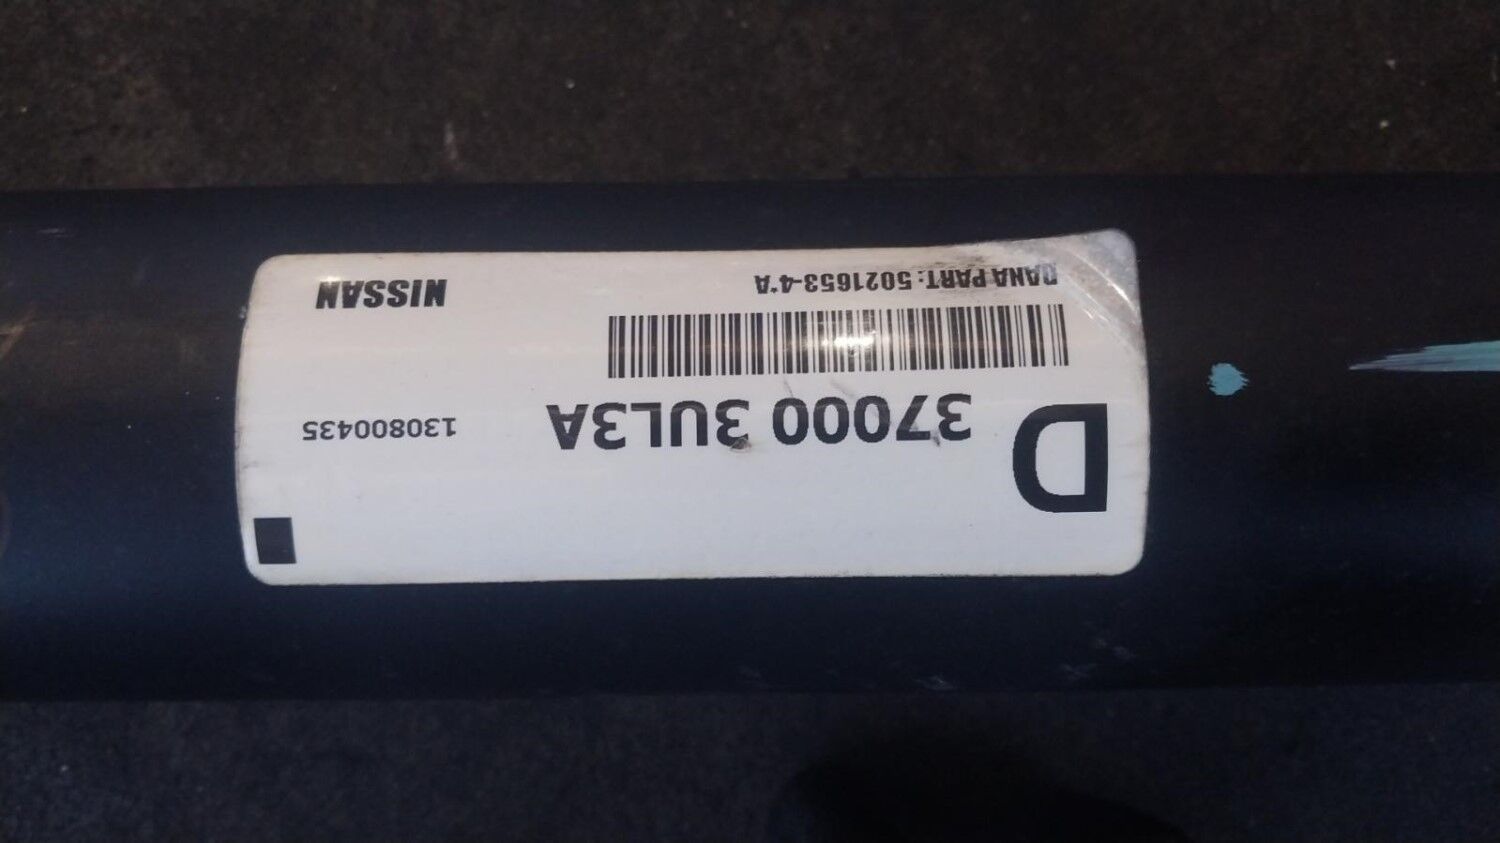 D 37000 3UL3A 130800435
DANA PART: 5021653-4*A NISSAN